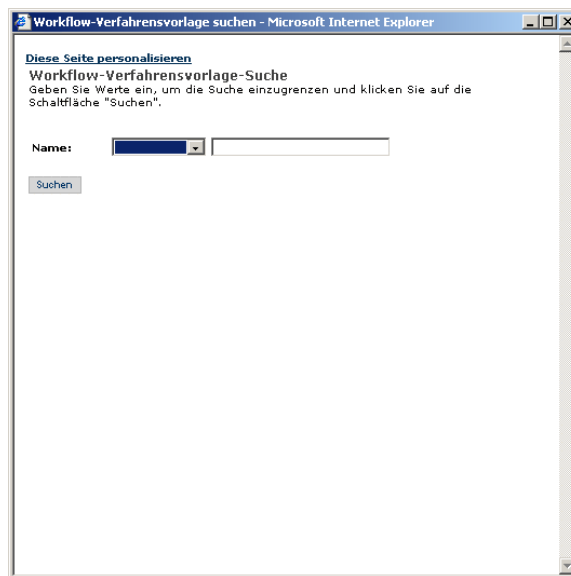 Workflow-Verfahrensvorlage suchen - Microsoft Internet Explorer
Diese Seite personalisieren
Workflow-Verfahrensvorlage-Suche
Geben Sie Werte ein, um die Suche einzugrenzen und klicken Sie auf die
Schaltfläche "Suchen".
Name:
Suchen